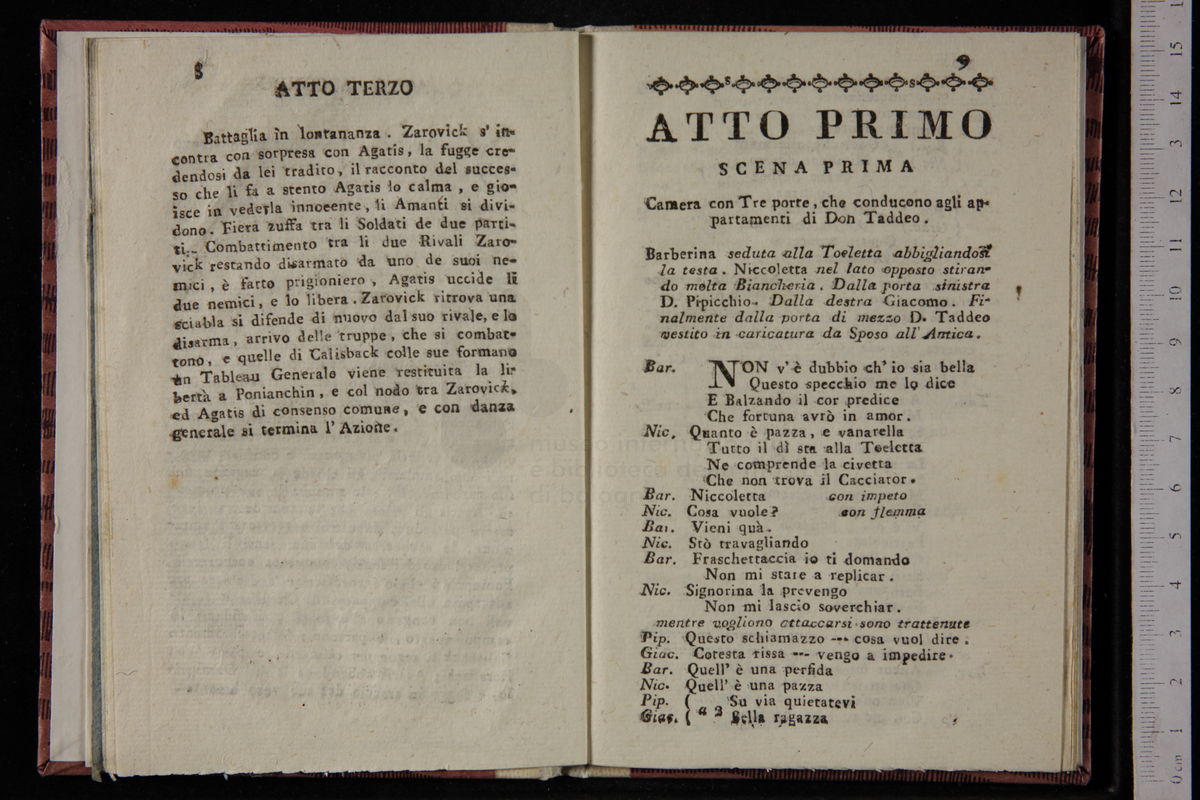 8
ATTO TERZO
Battaglia in lontananza. Zarovick s' in-
contra con sorpresa con Agatis, la fugge cre-
dendosi da lei tradito, il racconto del succes-
so che li fa a stento Agatis lo calma, e gio-
isce in vederla innocente, li Amanti si divi-
dono. Fiera zuffa tra li Soldati de due parti-
ti.- Combattimento tra li due Rivali Zaro-
vick restando disarmato da uno de suoi ne-
mici, è farto prigioniero, Agatis uccide li
due nemici, e lo libera. Zarovick ritrova una
sciabla si difende di nuovo dal suo rivale, e lo
disarma, arrivo delle truppe, che si combat-
tono, e quelle di Calisback colle sue formano
un Tableau Generale viene restituita la li-
bertà a Ponianchin, e col nodo tra Zarovick,
ed Agatis di consenso comune, e con danza
generale si termina l'Azione.
9
ATTO PRIMO
SCENA PRIMA
Camera con Tre porte, che conducono agli ap-
partamenti di Don Taddeo.
Barberina seduta alla Toeletta abbigliandosi
la testa. Niccoletta nel lato opposto stiran-
do molta Biancheria. Dalla porta sinistra
D. Pipicchio. Dalla destra Giacomo. Fi-
nalmente dalla porta di mezzo D. Taddeo
vestito in caricatura da Sposo all' Antica.
Bar. NON v'è dubbio ch' io sia bella
Questo specchio me lo dice
E Balzando il cor predice
Che fortuna avrò in amor.
Nic. Quanto è pazza, e vanarella
Tutto il dì sta alla Toeletta
Ne comprende la civetta
Che non trova il Cacciator.
Bar. Niccoletta con impeto
Nic. Cosa vuole? con flemma
Bar. Vieni quà.
Nic. Stò travagliando
Bar. Fraschettaccia io ti domando
Non mi stare a replicar.
Nic. Signorina la prevengo
Non mi lascio soverchiar.
mentre vogliono attaccarsi sono trattenute
Pip. Questo schiamazzo --- cosa vuol dire.
Giac. Cotesta rissa --- vengo a impedire.
Bar. Quell' è una perfida
Nic. Quell' è una pazza
Pip. ( Su via quietatevi
Giac. ( a 2 Bella ragazza